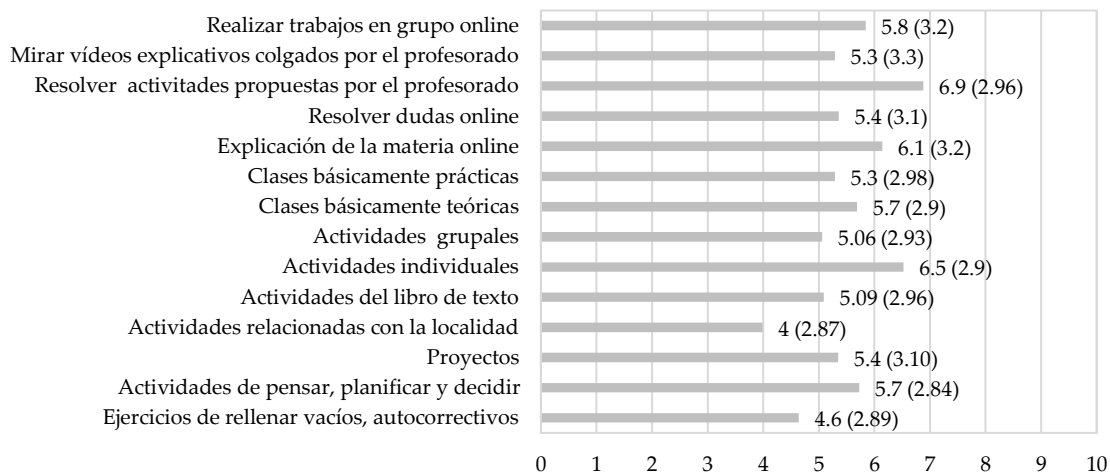 Realizar trabajos en grupo online 5.8 (3.2)
Mirar vídeos explicativos colgados por el profesorado 5.3 (3.3)
Resolver activitades propuestas por el profesorado 6.9 (2.96)
Resolver dudas online 5.4 (3.1)
Explicación de la materia online 6.1 (3.2)
Clases básicamente prácticas 5.3 (2.98)
Clases básicamente teóricas 5.7 (2.9)
Actividades grupales 5.06 (2.93)
Actividades individuales 6.5 (2.9)
Actividades del libro de texto 5.09 (2.96)
Actividades relacionadas con la localidad 4 (2.87)
Proyectos 5.4 (3.10)
Actividades de pensar, planificar y decidir 5.7 (2.84)
Ejercicios de rellenar vacíos, autocorrectivos 4.6 (2.89)
0 1 2 3 4 5 6 7 8 9 10